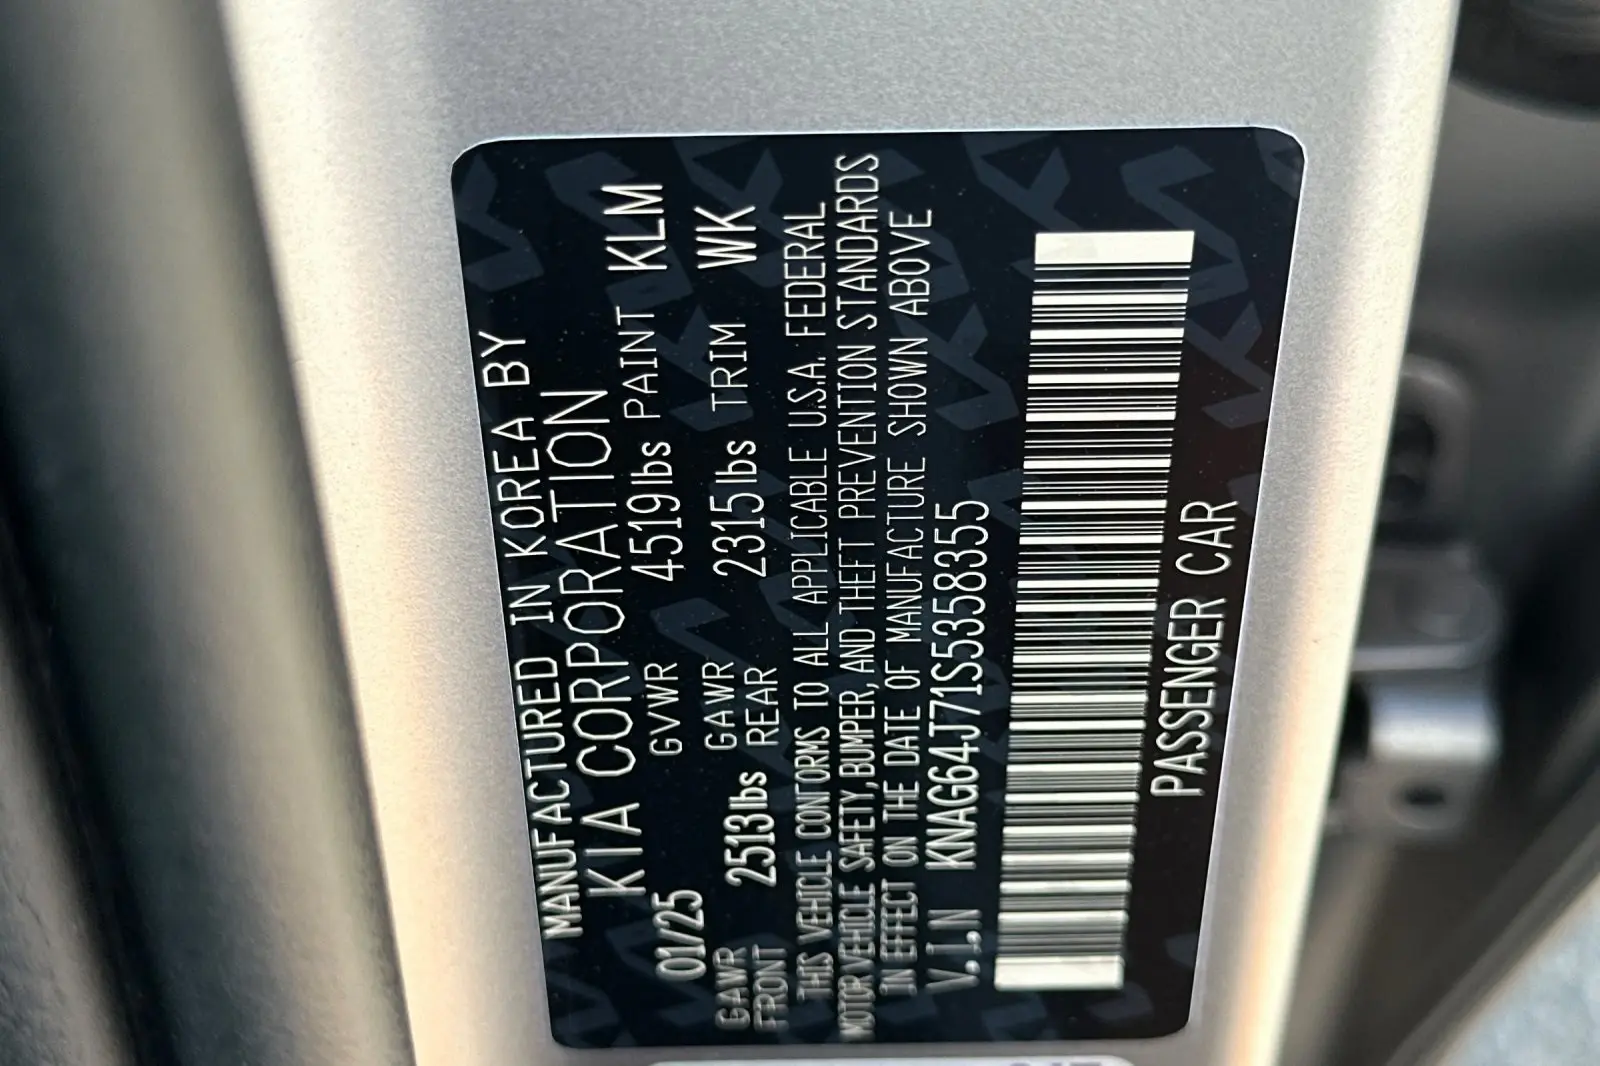 MANUFACTURED IN KOREA BY
KIA CORPORATION
01/25 GVWR 4519lbs PAINT KLM
GAWR FRONT 2513lbs GAWR REAR 2315lbs TRIM WK
THIS VEHICLE CONFORMS TO ALL APPLICABLE U.S.A. FEDERAL
MOTOR VEHICLE SAFETY, BUMPER, AND THEFT PREVENTION STANDARDS
IN EFFECT ON THE DATE OF MANUFACTURE SHOWN ABOVE
V.I.N KNAG64J71S5358355
PASSENGER CAR